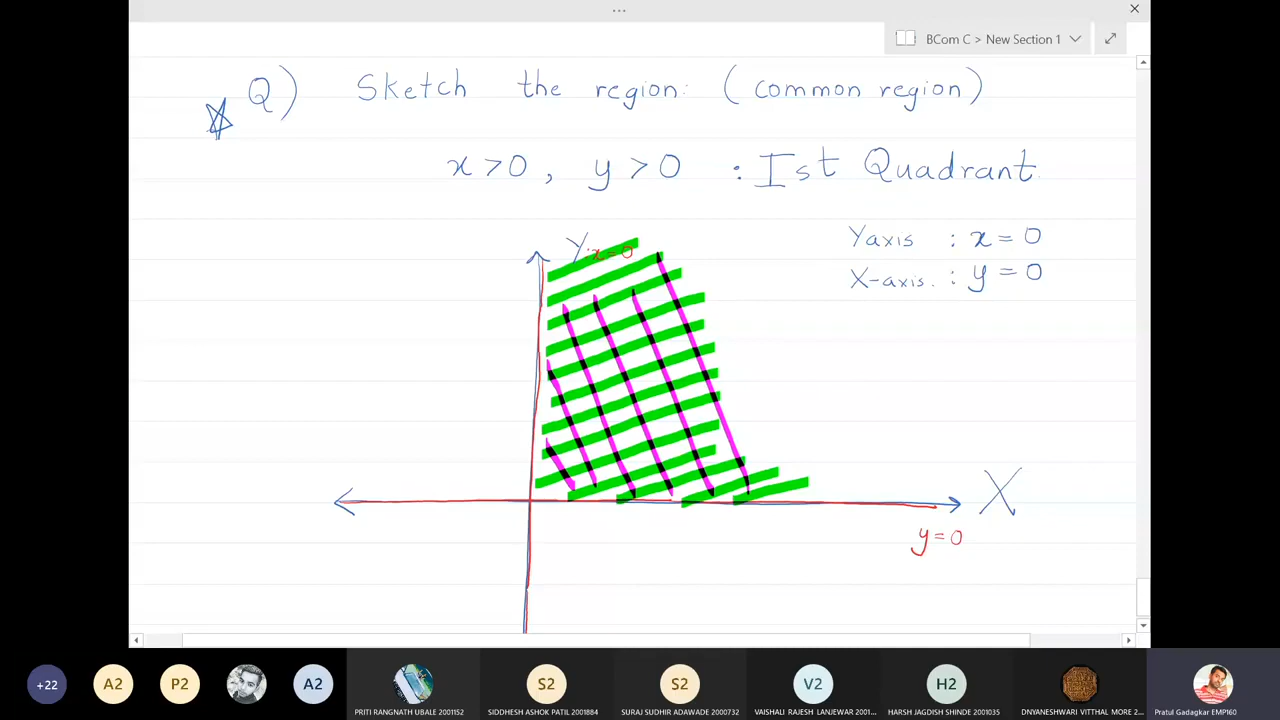 BCom C > New Section 1
Q) Sketch the region: (common region)
x > 0, y > 0 : Ist Quadrant.
Yaxis : x = 0
X-axis. : y = 0
Y: x = 0
X
y = 0
+22
A2
P2
A2
PRITI RANGNATH UBALE 2001152
S2
SIDDHESH ASHOK PATIL 2001884
S2
SURAJ SUDHIR ADAWADE 2000732
V2
VAISHALI RAJESH LANJEWAR 2001...
H2
HARSH JAGDISH SHINDE 2001035
DNYANESHWARI VITTHAL MORE 2...
Pratul Gadagkar EMP160